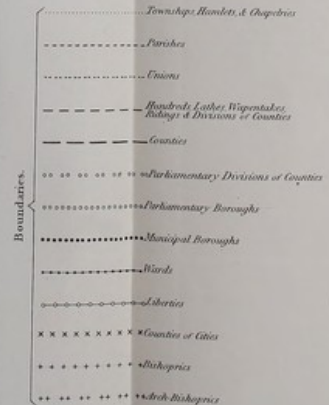 Boundaries.
Townships, Hamlets, & Chapelries
Parishes
Unions
Hundreds, Lathes, Wapentakes,
Ridings & Divisions of Counties
Counties
Parliamentary Divisions of Counties
Parliamentary Boroughs
Municipal Boroughs
Wards
Liberties
Counties of Cities
Bishoprics
Arch-Bishoprics